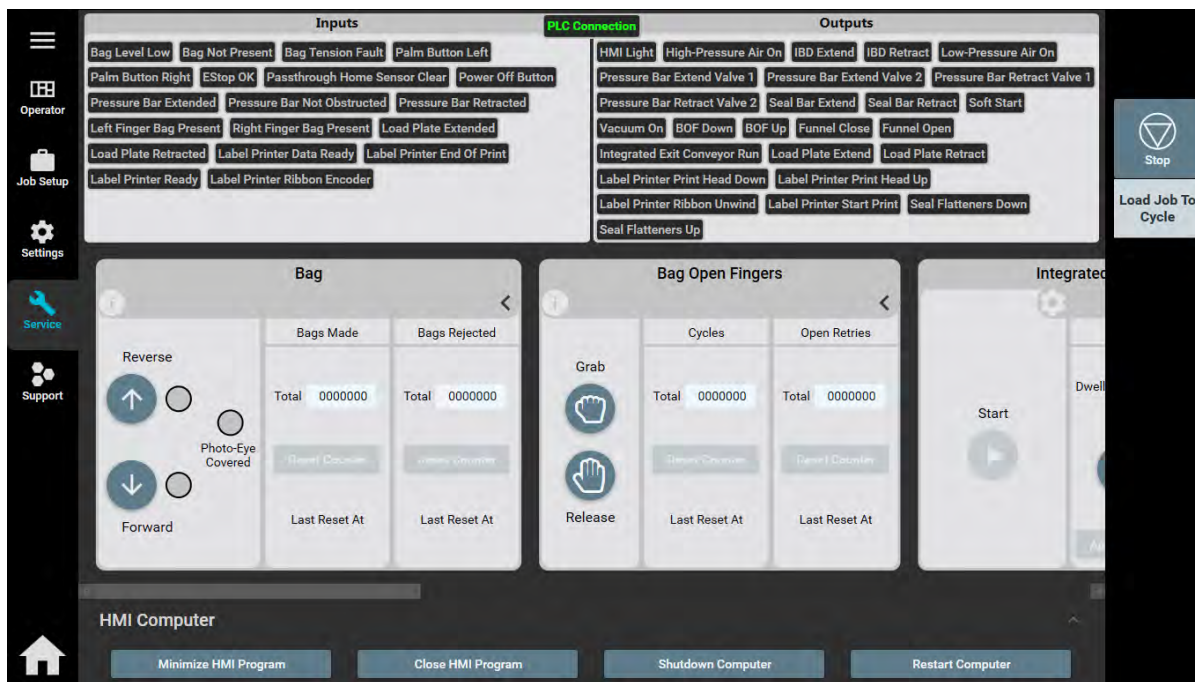 Operator
Job Setup
Settings
Service
Support
Inputs
PLC Connection
Outputs
Bag Level Low Bag Not Present Bag Tension Fault Palm Button Left
Palm Button Right EStop OK Passthrough Home Sensor Clear Power Off Button
Pressure Bar Extended Pressure Bar Not Obstructed Pressure Bar Retracted
Left Finger Bag Present Right Finger Bag Present Load Plate Extended
Load Plate Retracted Label Printer Data Ready Label Printer End Of Print
Label Printer Ready Label Printer Ribbon Encoder
HMI Light High-Pressure Air On IBD Extend IBD Retract Low-Pressure Air On
Pressure Bar Extend Valve 1 Pressure Bar Extend Valve 2 Pressure Bar Retract Valve 1
Pressure Bar Retract Valve 2 Seal Bar Extend Seal Bar Retract Soft Start
Vacuum On BOF Down BOF Up Funnel Close Funnel Open
Integrated Exit Conveyor Run Load Plate Extend Load Plate Retract
Label Printer Print Head Down Label Printer Print Head Up
Label Printer Ribbon Unwind Label Printer Start Print Seal Flatteners Down
Seal Flatteners Up
Stop
Load Job To
Cycle
Bag
Bags Made Bags Rejected
Reverse
Total 0000000 Total 0000000
Photo-Eye
Covered
Reset Counter Reset Counter
Forward
Last Reset At Last Reset At
Bag Open Fingers
Cycles Open Retries
Grab
Total 0000000 Total 0000000
Reset Counter Reset Counter
Release
Last Reset At Last Reset At
Integrated
Dwell
Start
HMI Computer
Minimize HMI Program Close HMI Program Shutdown Computer Restart Computer